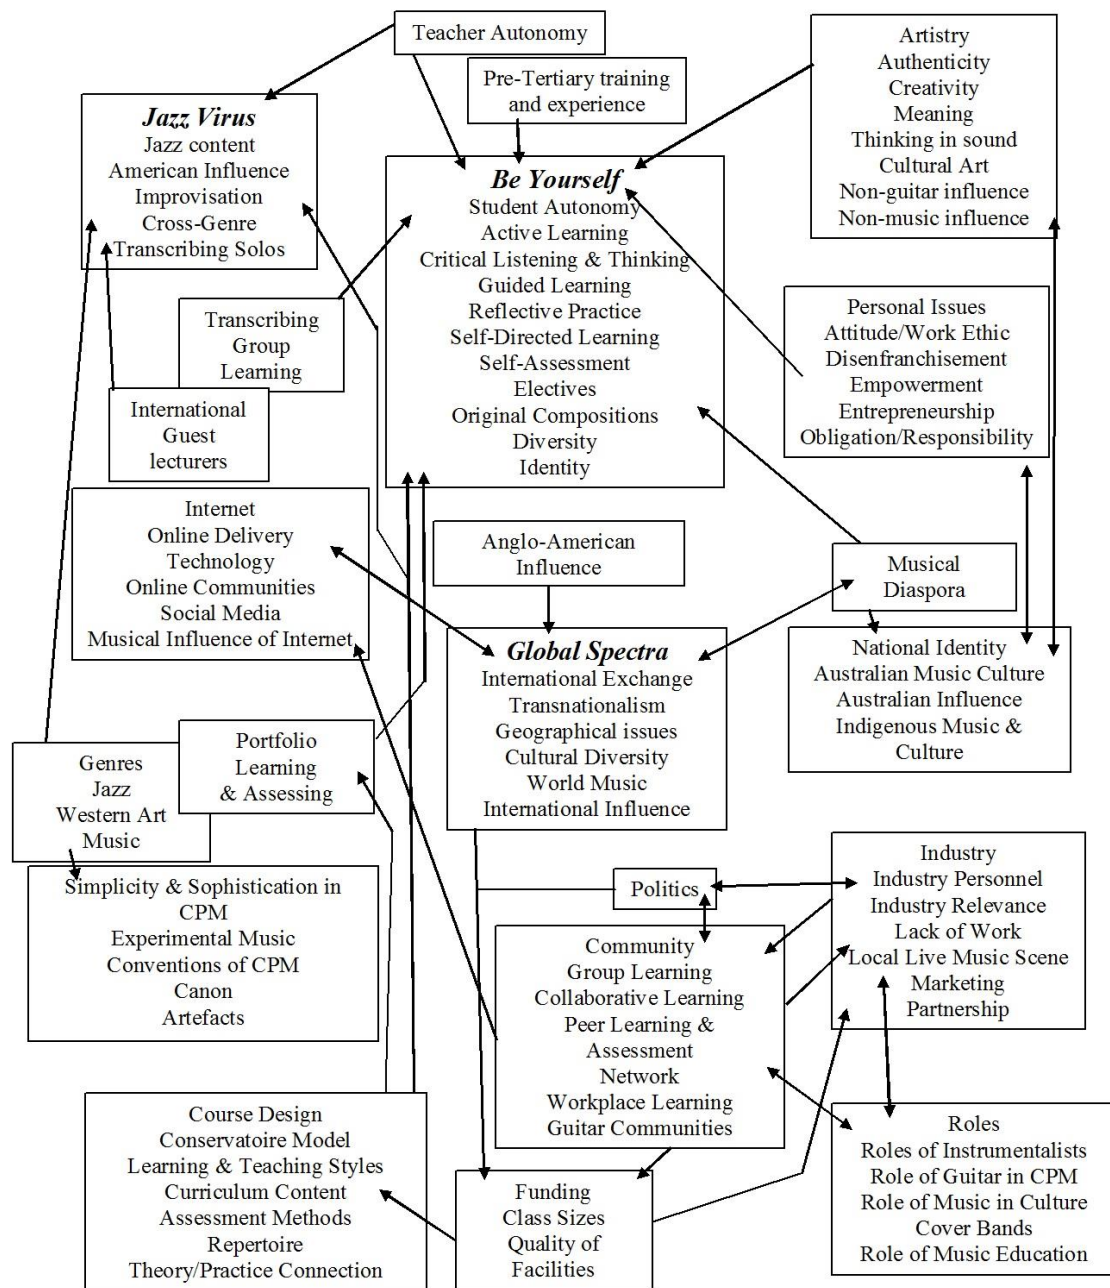 Teacher Autonomy
Pre-Tertiary training
and experience
Artistry
Authenticity
Creativity
Meaning
Thinking in sound
Cultural Art
Non-guitar influence
Non-music influence
Jazz Virus
Jazz content
American Influence
Improvisation
Cross-Genre
Transcribing Solos
Be Yourself
Student Autonomy
Active Learning
Critical Listening & Thinking
Guided Learning
Reflective Practice
Self-Directed Learning
Self-Assessment
Electives
Original Compositions
Diversity
Identity
Transcribing
Group
Learning
International
Guest
lecturers
Personal Issues
Attitude/Work Ethic
Disenfranchisement
Empowerment
Entrepreneurship
Obligation/Responsibility
Internet
Online Delivery
Technology
Online Communities
Social Media
Musical Influence of Internet
Anglo-American
Influence
Musical
Diaspora
Global Spectra
International Exchange
Transnationalism
Geographical issues
Cultural Diversity
World Music
International Influence
National Identity
Australian Music Culture
Australian Influence
Indigenous Music &
Culture
Genres
Jazz
Western Art
Music
Portfolio
Learning
& Assessing
Simplicity & Sophistication in
CPM
Experimental Music
Conventions of CPM
Canon
Artefacts
Politics
Industry
Industry Personnel
Industry Relevance
Lack of Work
Local Live Music Scene
Marketing
Partnership
Community
Group Learning
Collaborative Learning
Peer Learning &
Assessment
Network
Workplace Learning
Guitar Communities
Course Design
Conservatoire Model
Learning & Teaching Styles
Curriculum Content
Assessment Methods
Repertoire
Theory/Practice Connection
Funding
Class Sizes
Quality of
Facilities
Roles
Roles of Instrumentalists
Role of Guitar in CPM
Role of Music in Culture
Cover Bands
Role of Music Education